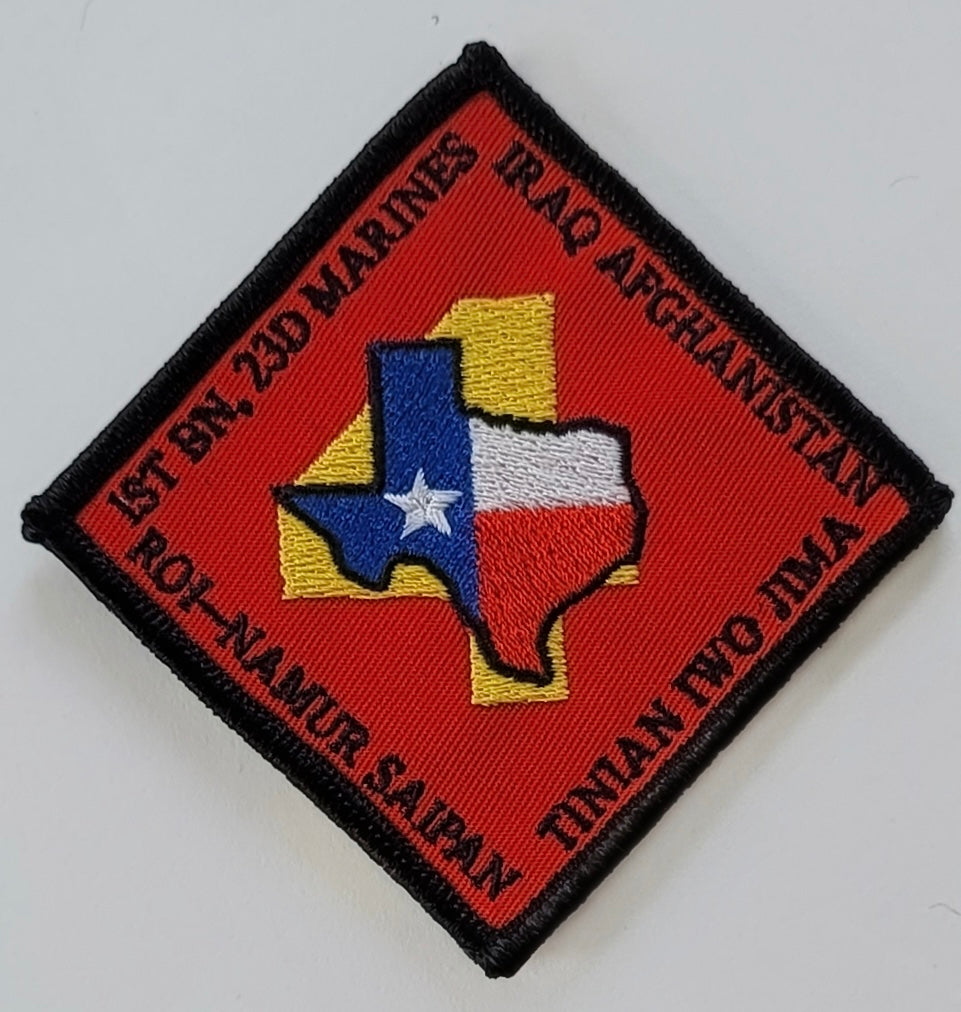 1ST BN, 23D MARINES
IRAQ AFGHANISTAN
ROI-NAMUR SAIPAN
TINIAN IWO JIMA